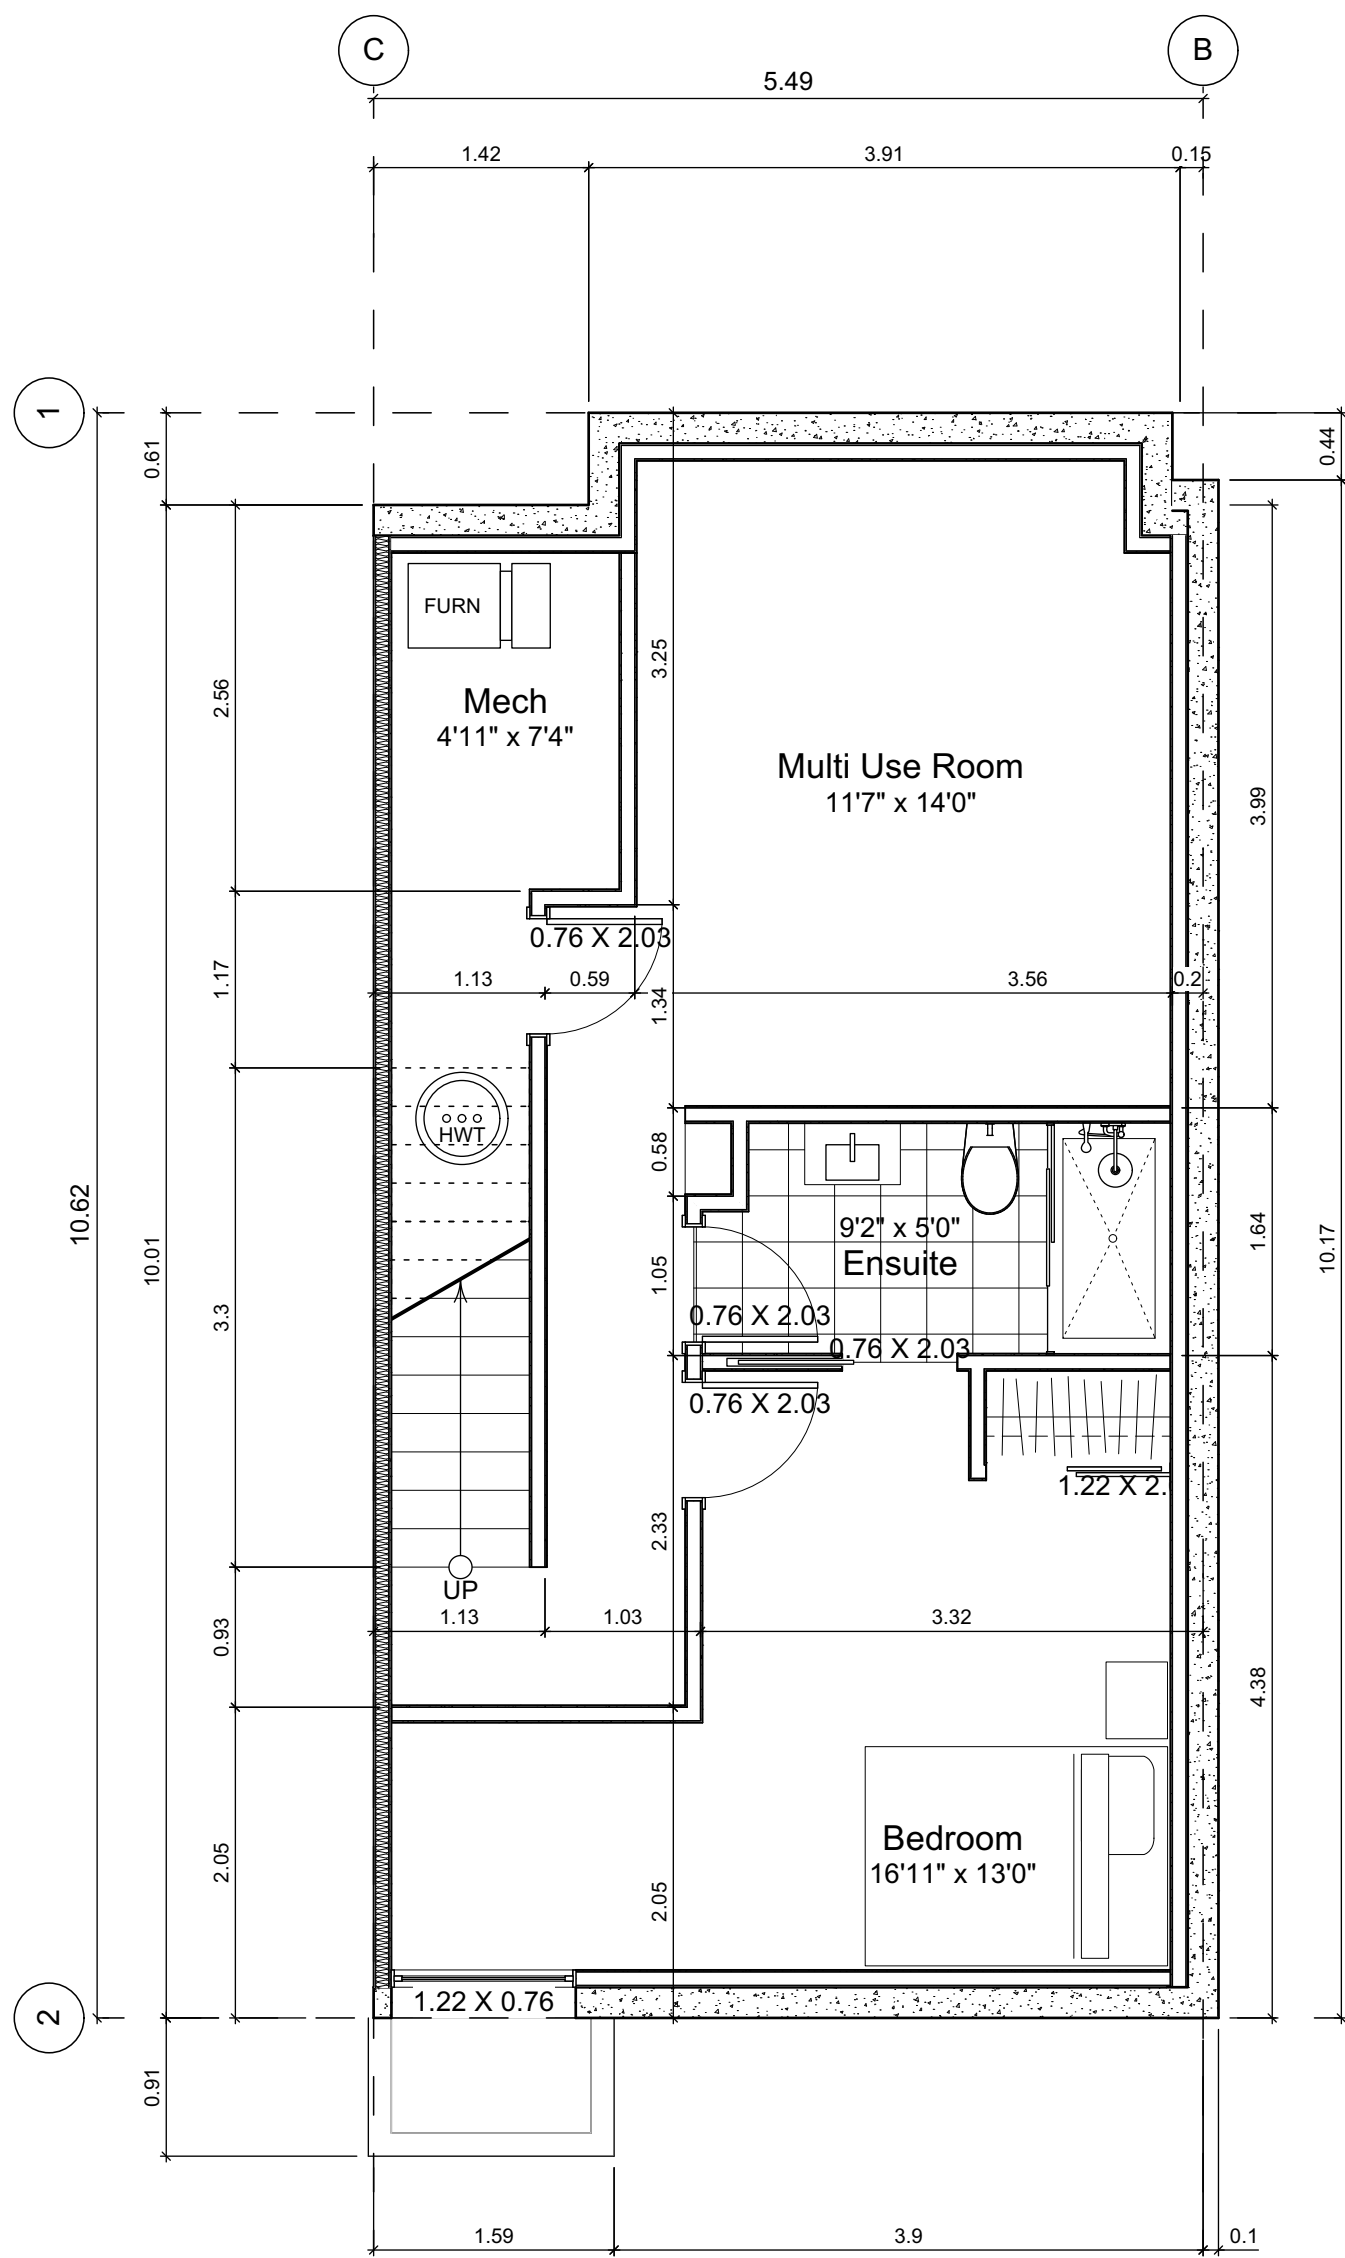 C
B
5.49
1.42
3.91
0.15
1
0.61
0.44
FURN
2.56
3.25
Mech
4'11" x 7'4"
Multi Use Room
11'7" x 14'0"
3.99
0.76 X 2.03
1.17
1.13
0.59
1.34
3.56
0.2
HWT
0.58
10.62
10.01
9'2" x 5'0"
Ensuite
1.64
10.17
1.05
3.3
0.76 X 2.03
0.76 X 2.03
0.76 X 2.03
1.22 X 2.
2.33
UP
1.13
1.03
3.32
0.93
4.38
Bedroom
16'11" x 13'0"
2.05
2.05
1.22 X 0.76
2
0.91
1.59
3.9
0.1